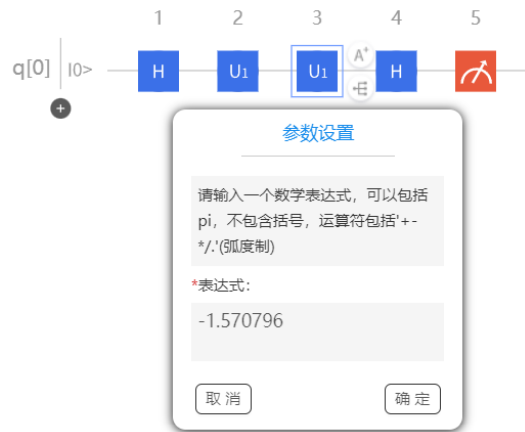 1 2 3 4 5
q[0] |0> H U1 U1 A+ H
参数设置
请输入一个数学表达式，可以包括
pi，不包含括号，运算符包括'+-
*/.'(弧度制)
*表达式:
-1.570796
取 消 确 定